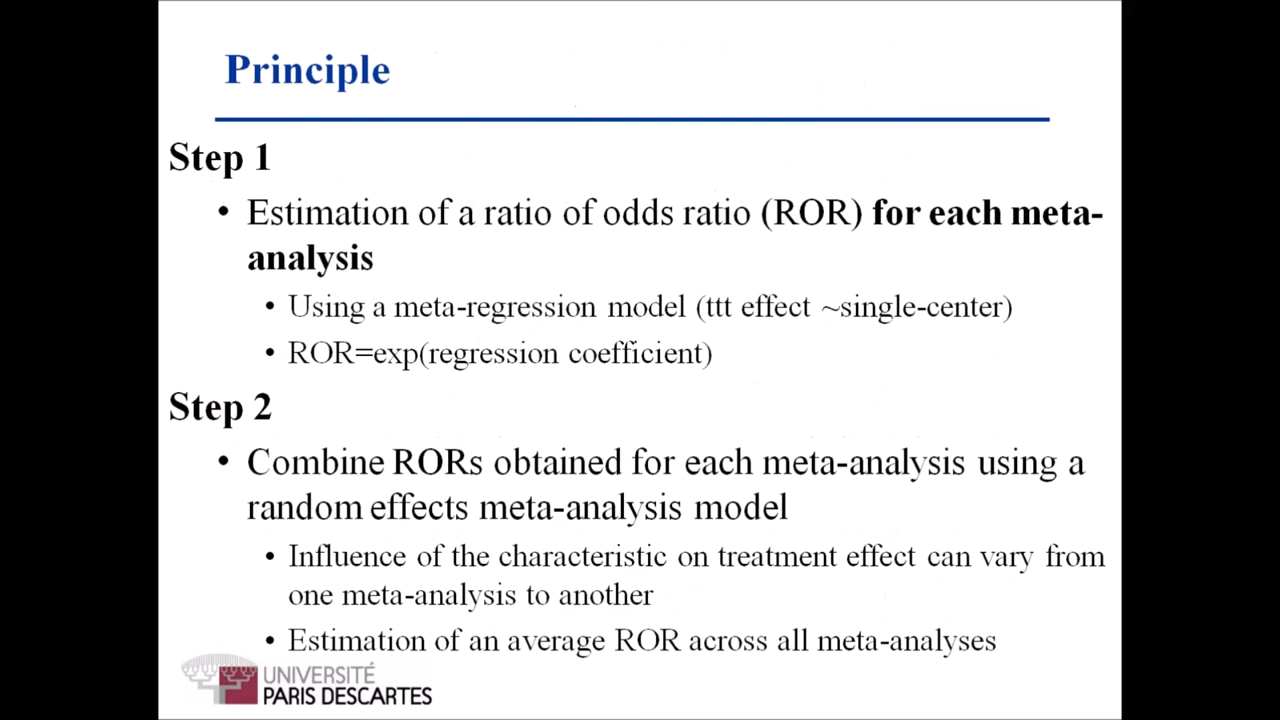 Principle
Step 1
• Estimation of a ratio of odds ratio (ROR) for each meta-
analysis
• Using a meta-regression model (ttt effect ~single-center)
• ROR=exp(regression coefficient)
Step 2
• Combine RORs obtained for each meta-analysis using a
random effects meta-analysis model
• Influence of the characteristic on treatment effect can vary from
one meta-analysis to another
• Estimation of an average ROR across all meta-analyses
UNIVERSITÉ
PARIS DESCARTES